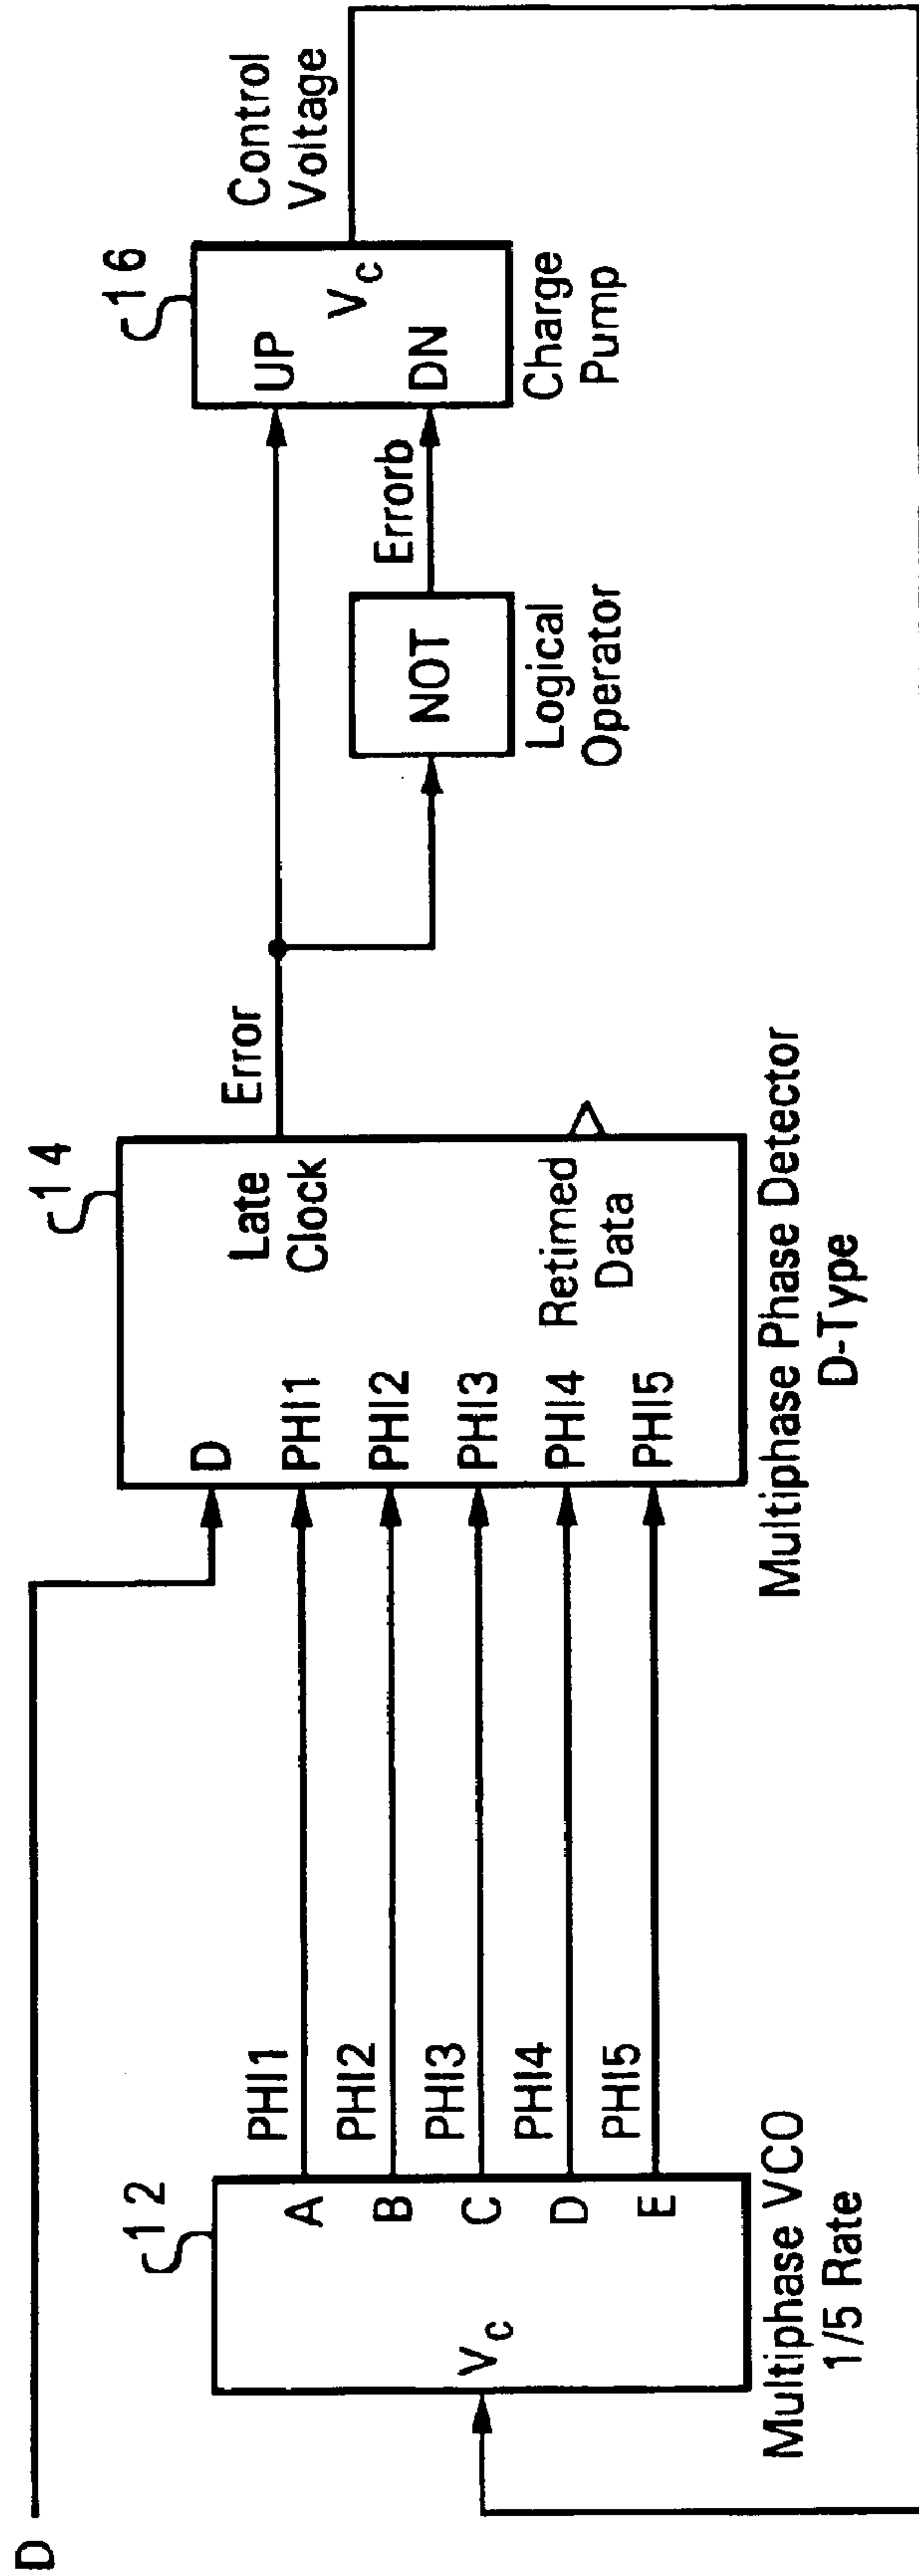 D
12
Vc
A
B
C
D
E
Multiphase VCO
1/5 Rate
PHI1
PHI2
PHI3
PHI4
PHI5
14
D
PHI1
PHI2
PHI3
PHI4
PHI5
Late
Clock
Retimed
Data
Multiphase Phase Detector
D-Type
Error
NOT
Logical
Operator
Errorb
16
UP
Vc
DN
Charge
Pump
Control
Voltage